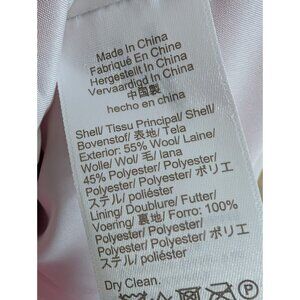 Made In China
Fabriqué En Chine
Hergestellt In China
Vervaardigd In China
中国製
hecho en china
Shell/ Tissu Principal/ Shell/
Bovenstof/ 表地/ Tela
Exterior: 55% Wool/ Laine/
Wolle/ Wol/ 毛/ lana
45% Polyester/ Polyester/
Polyester/ Polyester/ ポリエ
ステル/ poliéster
Lining/ Doublure/ Futter/
Voering/ 裏地/ Forro: 100%
Polyester/ Polyester/
Polyester/ Polyester/ ポリエ
ステル/ poliéster
Dry Clean.